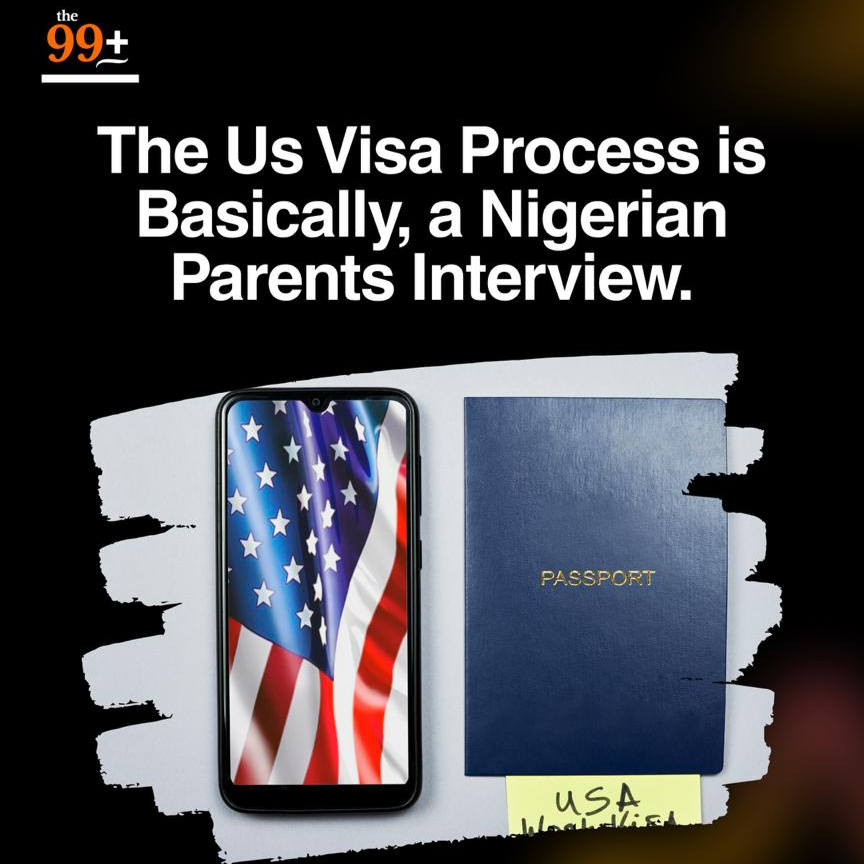 the
99+
The Us Visa Process is
Basically, a Nigerian
Parents Interview.
PASSPORT
USA